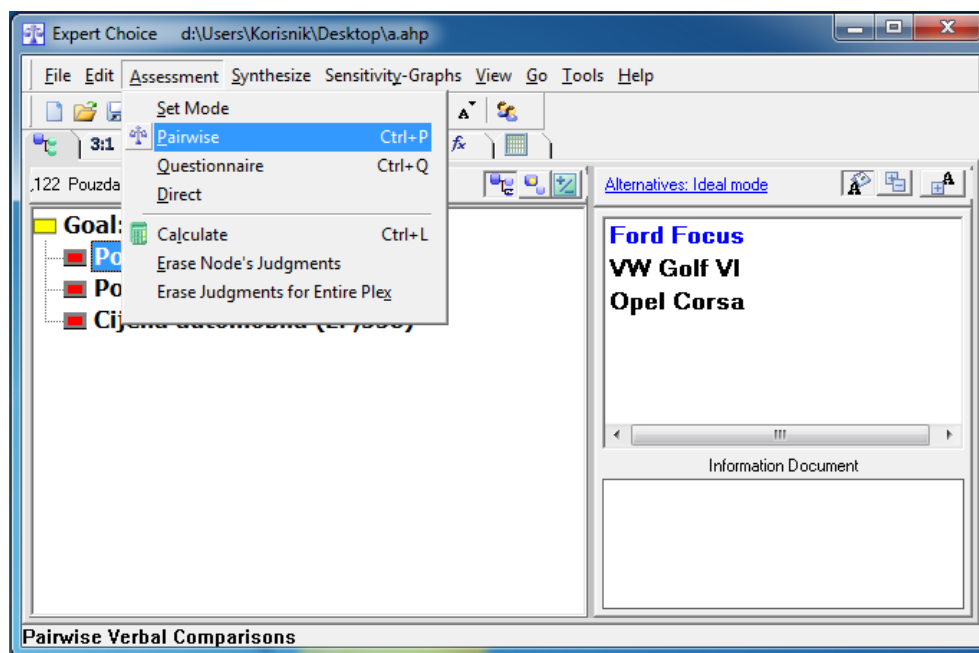 Expert Choice d:\Users\Korisnik\Desktop\a.ahp
File Edit Assessment Synthesize Sensitivity-Graphs View Go Tools Help
Set Mode
Pairwise Ctrl+P
Questionnaire Ctrl+Q
Direct
Calculate Ctrl+L
Erase Node's Judgments
Erase Judgments for Entire Plex
3:1
,122 Pouzda
Goal:
Po
Po
Alternatives: Ideal mode
Ford Focus
VW Golf VI
Opel Corsa
Information Document
Pairwise Verbal Comparisons